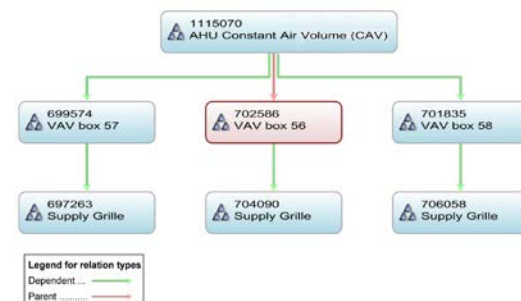 1115070
AHU Constant Air Volume (CAV)
699574
VAV box 57
702586
VAV box 56
701835
VAV box 58
697263
Supply Grille
704090
Supply Grille
706058
Supply Grille
Legend for relation types
Dependent ...
Parent ..........